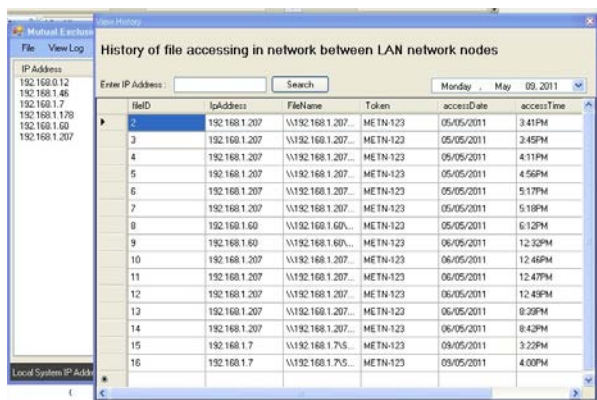 Mutual Exclusi
File View Log
IP Address
192.168.0.12
192.168.1.46
192.168.1.7
192.168.1.178
192.168.1.60
192.168.1.207
Local System IP Addre
View History
History of file accessing in network between LAN network nodes
Enter IP Address : Search Monday , May 09, 2011
fileID IpAddress FileName Token accessDate accessTime
2 192.168.1.207 \\192.168.1.207... METN-123 05/05/2011 3:41PM
3 192.168.1.207 \\192.168.1.207... METN-123 05/05/2011 3:45PM
4 192.168.1.207 \\192.168.1.207... METN-123 05/05/2011 4:11PM
5 192.168.1.207 \\192.168.1.207... METN-123 05/05/2011 4:56PM
6 192.168.1.207 \\192.168.1.207... METN-123 05/05/2011 5:17PM
7 192.168.1.207 \\192.168.1.207... METN-123 05/05/2011 5:18PM
8 192.168.1.60 \\192.168.1.60\... METN-123 05/05/2011 6:12PM
9 192.168.1.60 \\192.168.1.60\... METN-123 06/05/2011 12:32PM
10 192.168.1.207 \\192.168.1.207... METN-123 06/05/2011 12:46PM
11 192.168.1.207 \\192.168.1.207... METN-123 06/05/2011 12:47PM
12 192.168.1.207 \\192.168.1.207... METN-123 06/05/2011 12:49PM
13 192.168.1.207 \\192.168.1.207... METN-123 06/05/2011 8:39PM
14 192.168.1.207 \\192.168.1.207... METN-123 06/05/2011 8:42PM
15 192.168.1.7 \\192.168.1.7\S... METN-123 09/05/2011 3:22PM
16 192.168.1.7 \\192.168.1.7\S... METN-123 09/05/2011 4:00PM